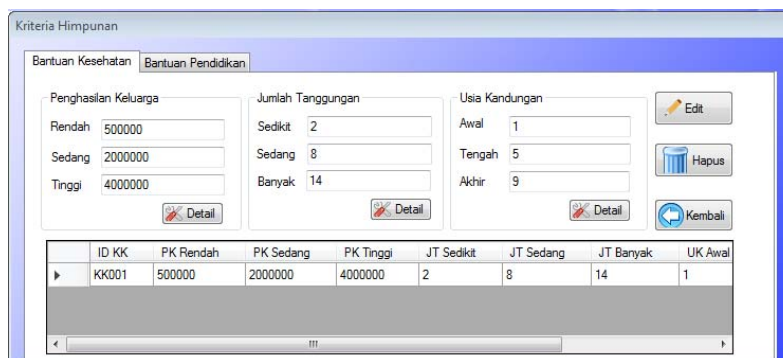 Kriteria Himpunan
Bantuan Kesehatan Bantuan Pendidikan
Penghasilan Keluarga
Rendah 500000
Sedang 2000000
Tinggi 4000000
Detail
Jumlah Tanggungan
Sedikit 2
Sedang 8
Banyak 14
Detail
Usia Kandungan
Awal 1
Tengah 5
Akhir 9
Detail
Edit
Hapus
Kembali
ID KK PK Rendah PK Sedang PK Tinggi JT Sedikit JT Sedang JT Banyak UK Awal
KK001 500000 2000000 4000000 2 8 14 1